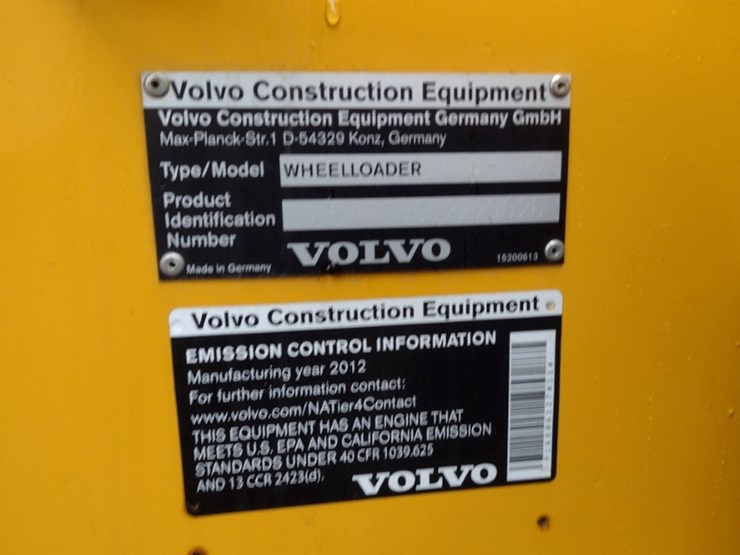 Volvo Construction Equipment
Volvo Construction Equipment Germany GmbH
Max-Planck-Str.1 D-54329 Konz, Germany
Type/Model WHEELLOADER
Product
Identification
Number
VOLVO
Made in Germany
Volvo Construction Equipment
EMISSION CONTROL INFORMATION
Manufacturing year 2012
For further information contact:
www.volvo.com/NATier4Contact
THIS EQUIPMENT HAS AN ENGINE THAT
MEETS U.S. EPA AND CALIFORNIA EMISSION
STANDARDS UNDER 40 CFR 1039.625
AND 13 CCR 2423(d).
VOLVO